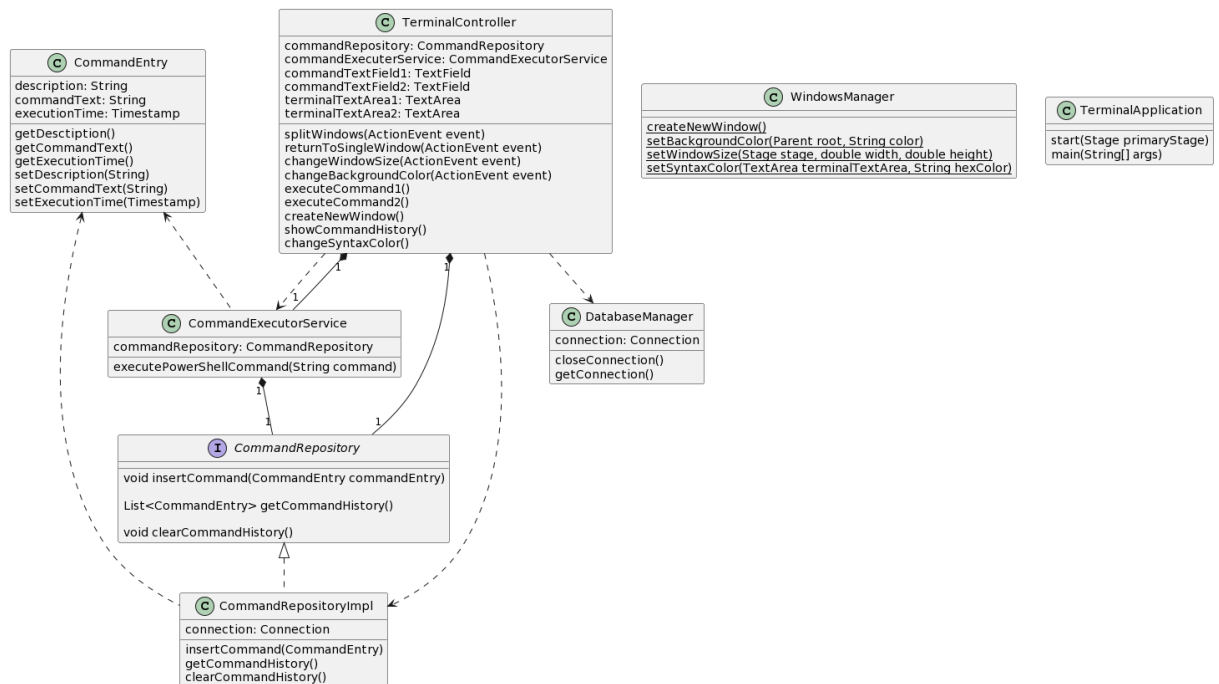 C CommandEntry
description: String
commandText: String
executionTime: Timestamp
getDesctiption()
getCommandText()
getExecutionTime()
setDescription(String)
setCommandText(String)
setExecutionTime(Timestamp)
C TerminalController
commandRepository: CommandRepository
commandExecuterService: CommandExecutorService
commandTextField1: TextField
commandTextField2: TextField
terminalTextArea1: TextArea
terminalTextArea2: TextArea
splitWindows(ActionEvent event)
returnToSingleWindow(ActionEvent event)
changeWindowSize(ActionEvent event)
changeBackgroundColor(ActionEvent event)
executeCommand1()
executeCommand2()
createNewWindow()
showCommandHistory()
changeSyntaxColor()
C WindowsManager
createNewWindow()
setBackgroundColor(Parent root, String color)
setWindowSize(Stage stage, double width, double height)
setSyntaxColor(TextArea terminalTextArea, String hexColor)
C TerminalApplication
start(Stage primaryStage)
main(String[] args)
1
1
1
C CommandExecutorService
commandRepository: CommandRepository
executePowerShellCommand(String command)
C DatabaseManager
connection: Connection
closeConnection()
getConnection()
1
1
1
I CommandRepository
void insertCommand(CommandEntry commandEntry)
List<CommandEntry> getCommandHistory()
void clearCommandHistory()
C CommandRepositoryImpl
connection: Connection
insertCommand(CommandEntry)
getCommandHistory()
clearCommandHistory()